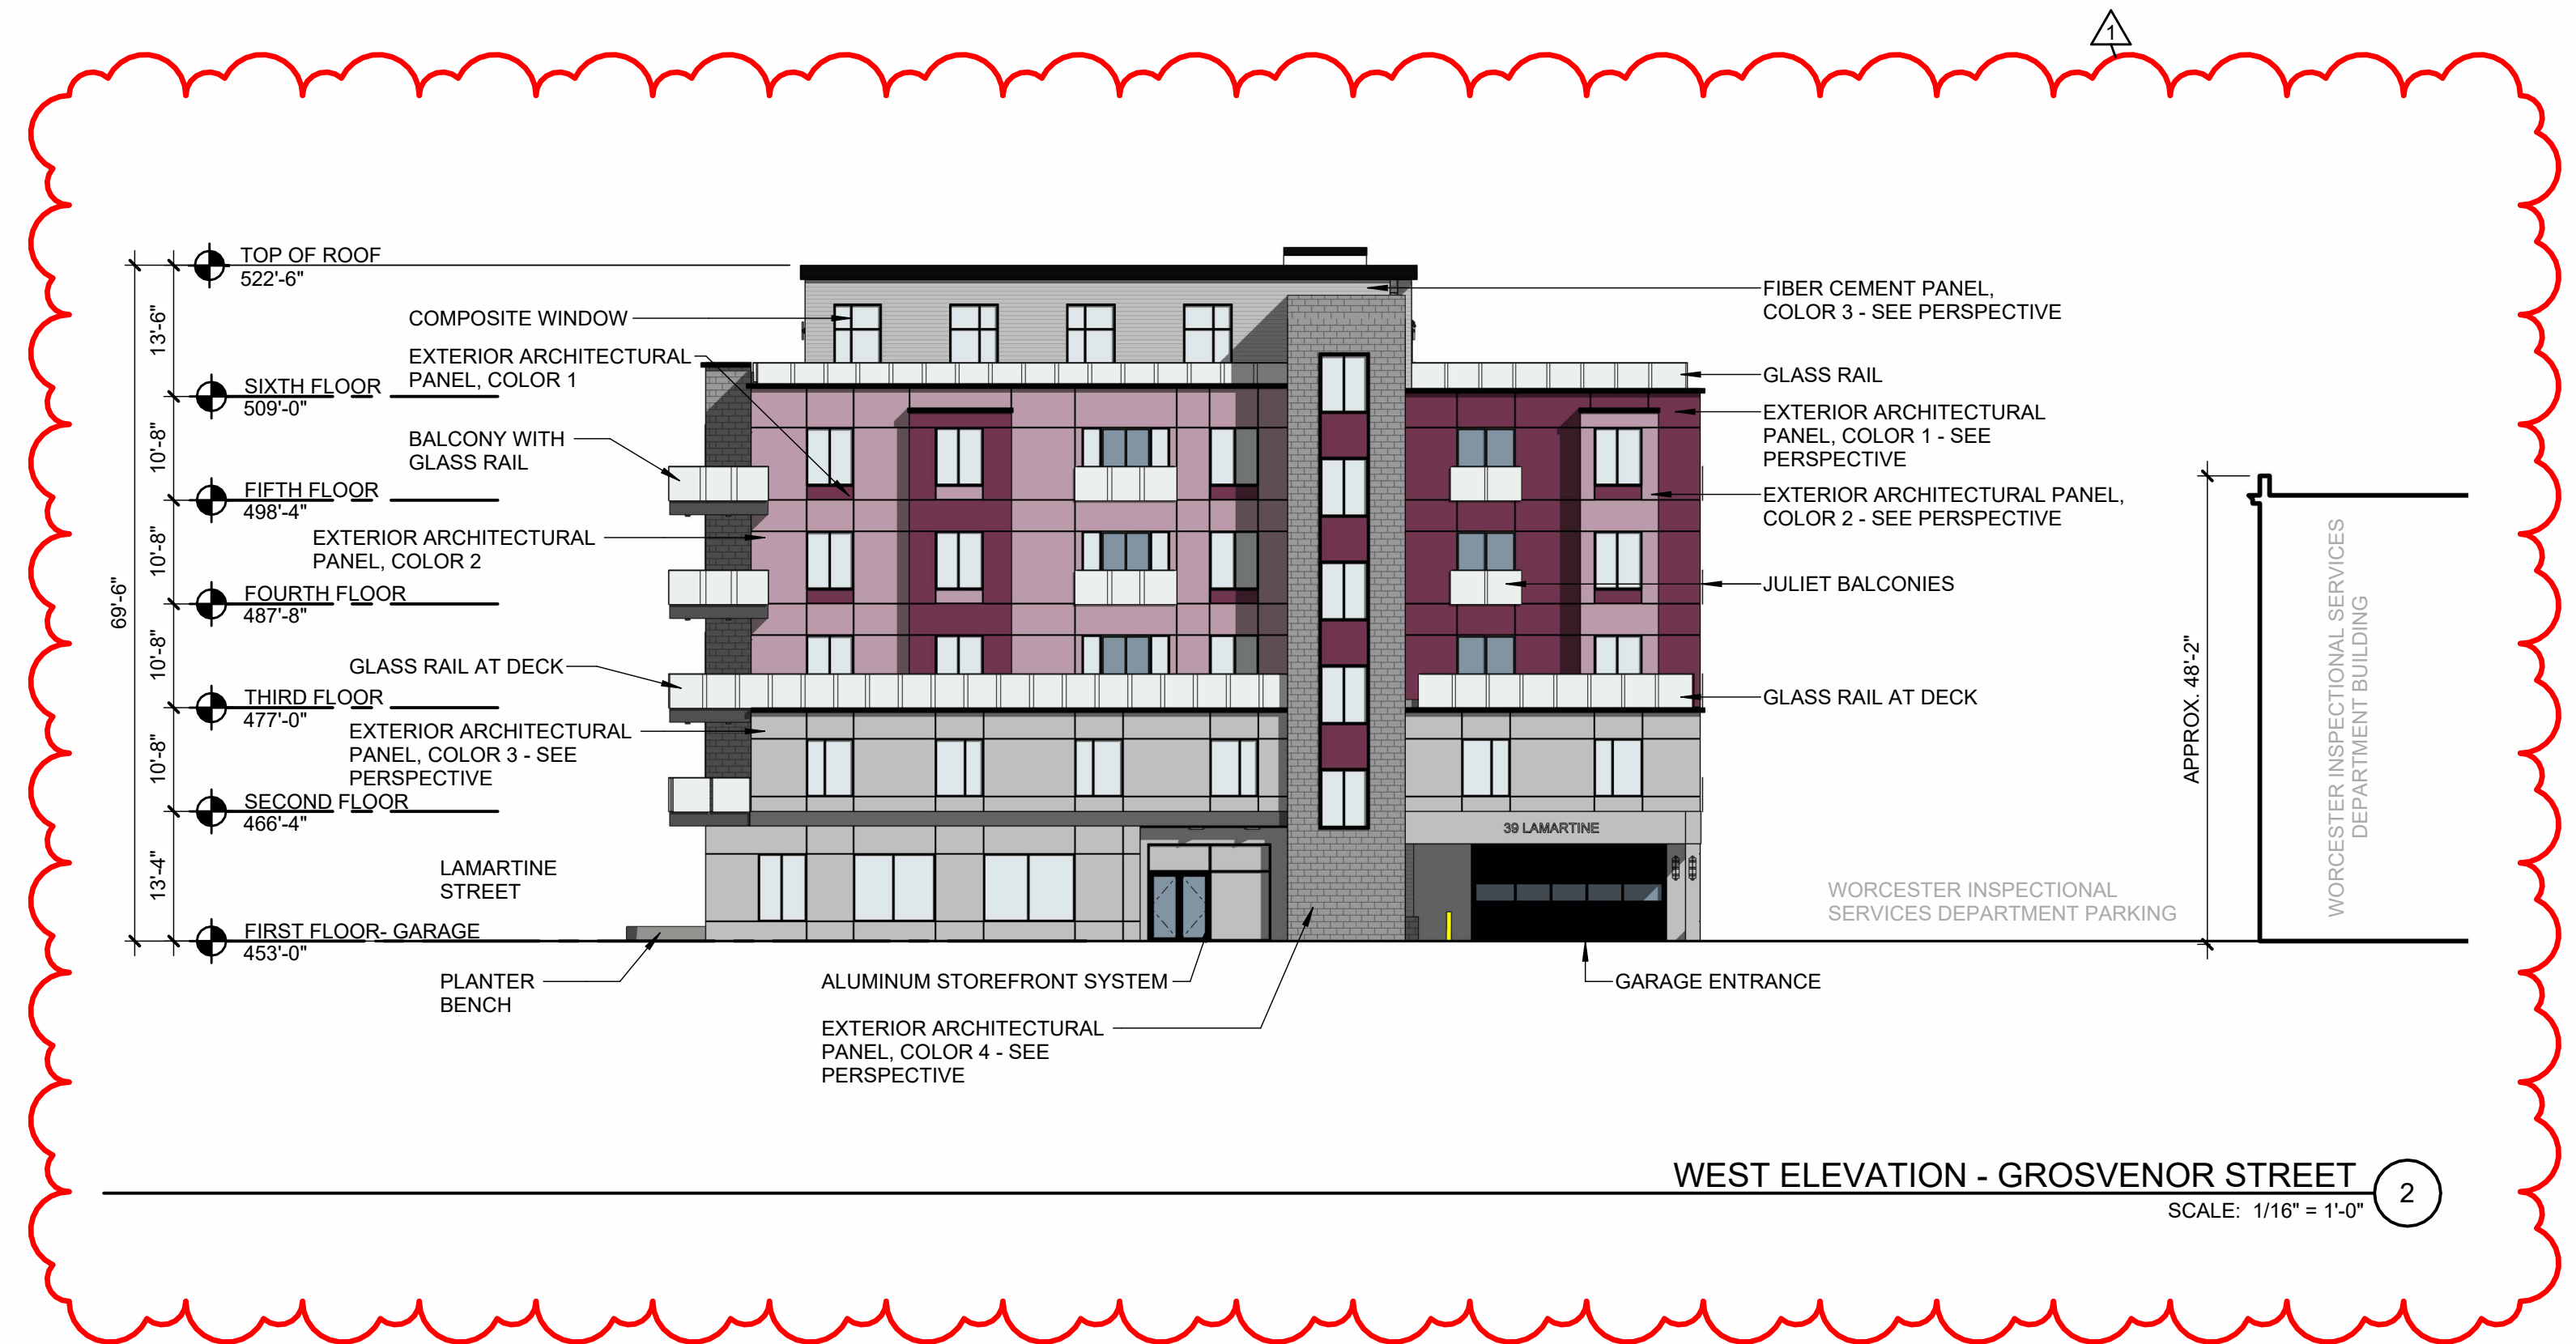 1
TOP OF ROOF
522'-6"
13'-6"
SIXTH FLOOR
509'-0"
10'-8"
FIFTH FLOOR
498'-4"
10'-8"
FOURTH FLOOR
487'-8"
10'-8"
THIRD FLOOR
477'-0"
10'-8"
SECOND FLOOR
466'-4"
13'-4"
FIRST FLOOR- GARAGE
453'-0"
69'-6"
COMPOSITE WINDOW
EXTERIOR ARCHITECTURAL
PANEL, COLOR 1
BALCONY WITH
GLASS RAIL
EXTERIOR ARCHITECTURAL
PANEL, COLOR 2
GLASS RAIL AT DECK
EXTERIOR ARCHITECTURAL
PANEL, COLOR 3 - SEE
PERSPECTIVE
LAMARTINE
STREET
PLANTER
BENCH
ALUMINUM STOREFRONT SYSTEM
EXTERIOR ARCHITECTURAL
PANEL, COLOR 4 - SEE
PERSPECTIVE
39 LAMARTINE
GARAGE ENTRANCE
FIBER CEMENT PANEL,
COLOR 3 - SEE PERSPECTIVE
GLASS RAIL
EXTERIOR ARCHITECTURAL
PANEL, COLOR 1 - SEE
PERSPECTIVE
EXTERIOR ARCHITECTURAL PANEL,
COLOR 2 - SEE PERSPECTIVE
JULIET BALCONIES
GLASS RAIL AT DECK
WORCESTER INSPECTIONAL
SERVICES DEPARTMENT PARKING
APPROX. 48'-2"
WORCESTER INSPECTIONAL SERVICES
DEPARTMENT BUILDING
WEST ELEVATION - GROSVENOR STREET
2
SCALE: 1/16" = 1'-0"